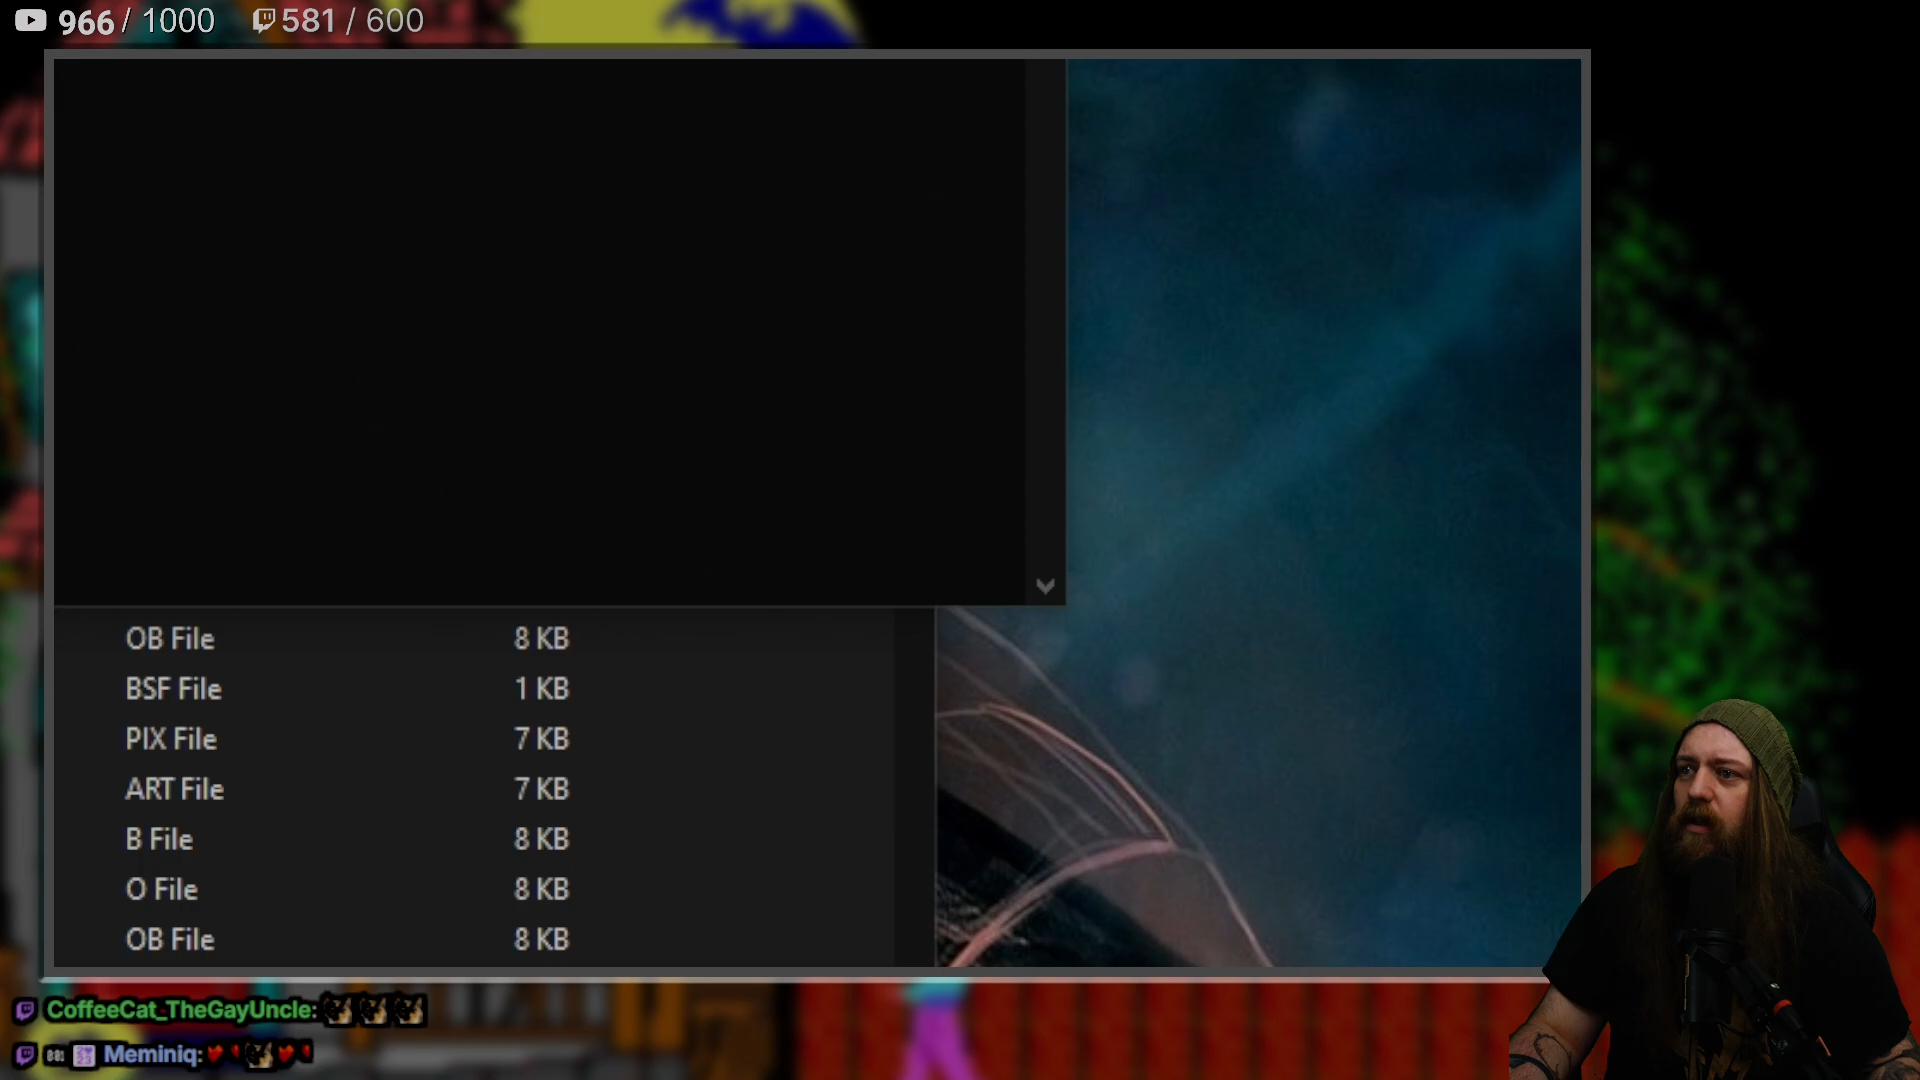 966 / 1000 581 / 600
OB File 8 KB
BSF File 1 KB
PIX File 7 KB
ART File 7 KB
B File 8 KB
O File 8 KB
OB File 8 KB
CoffeeCat_TheGayUncle:
Meminiq: